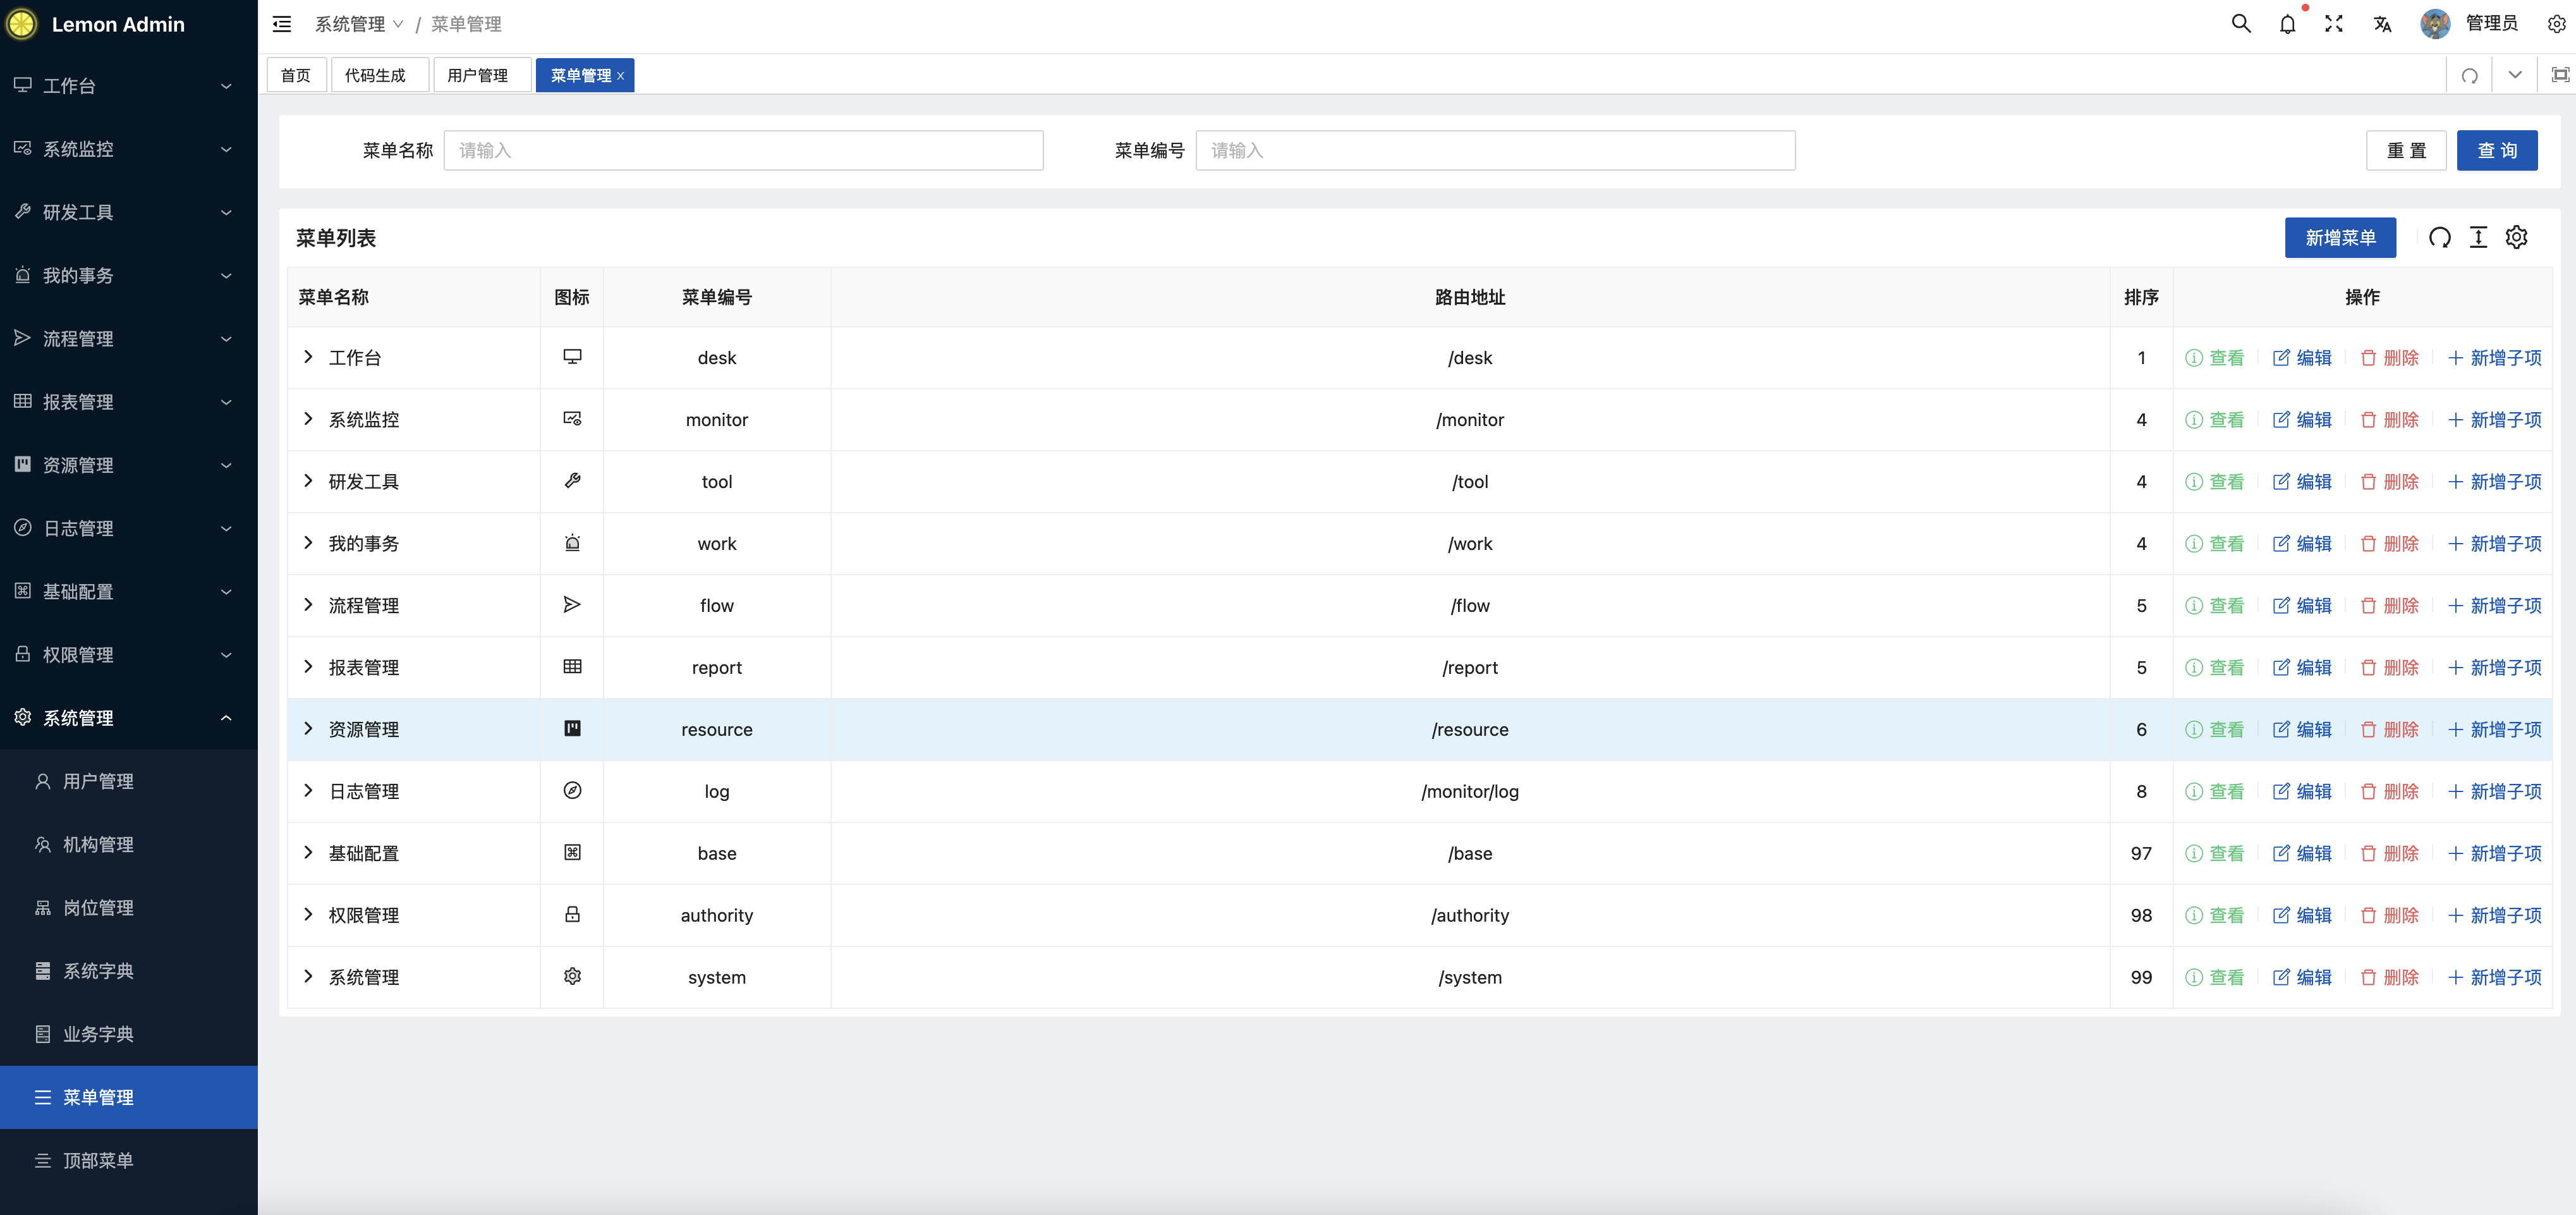 Lemon Admin
工作台
系统监控
研发工具
我的事务
流程管理
报表管理
资源管理
日志管理
基础配置
权限管理
系统管理
用户管理
机构管理
岗位管理
系统字典
业务字典
菜单管理
顶部菜单
系统管理 / 菜单管理
管理员
首页 代码生成 用户管理 菜单管理 x
菜单名称 请输入 菜单编号 请输入 重 置 查 询
菜单列表 新增菜单
菜单名称 图标 菜单编号 路由地址 排序 操作
工作台 desk /desk 1 查看 编辑 删除 新增子项
系统监控 monitor /monitor 4 查看 编辑 删除 新增子项
研发工具 tool /tool 4 查看 编辑 删除 新增子项
我的事务 work /work 4 查看 编辑 删除 新增子项
流程管理 flow /flow 5 查看 编辑 删除 新增子项
报表管理 report /report 5 查看 编辑 删除 新增子项
资源管理 resource /resource 6 查看 编辑 删除 新增子项
日志管理 log /monitor/log 8 查看 编辑 删除 新增子项
基础配置 base /base 97 查看 编辑 删除 新增子项
权限管理 authority /authority 98 查看 编辑 删除 新增子项
系统管理 system /system 99 查看 编辑 删除 新增子项